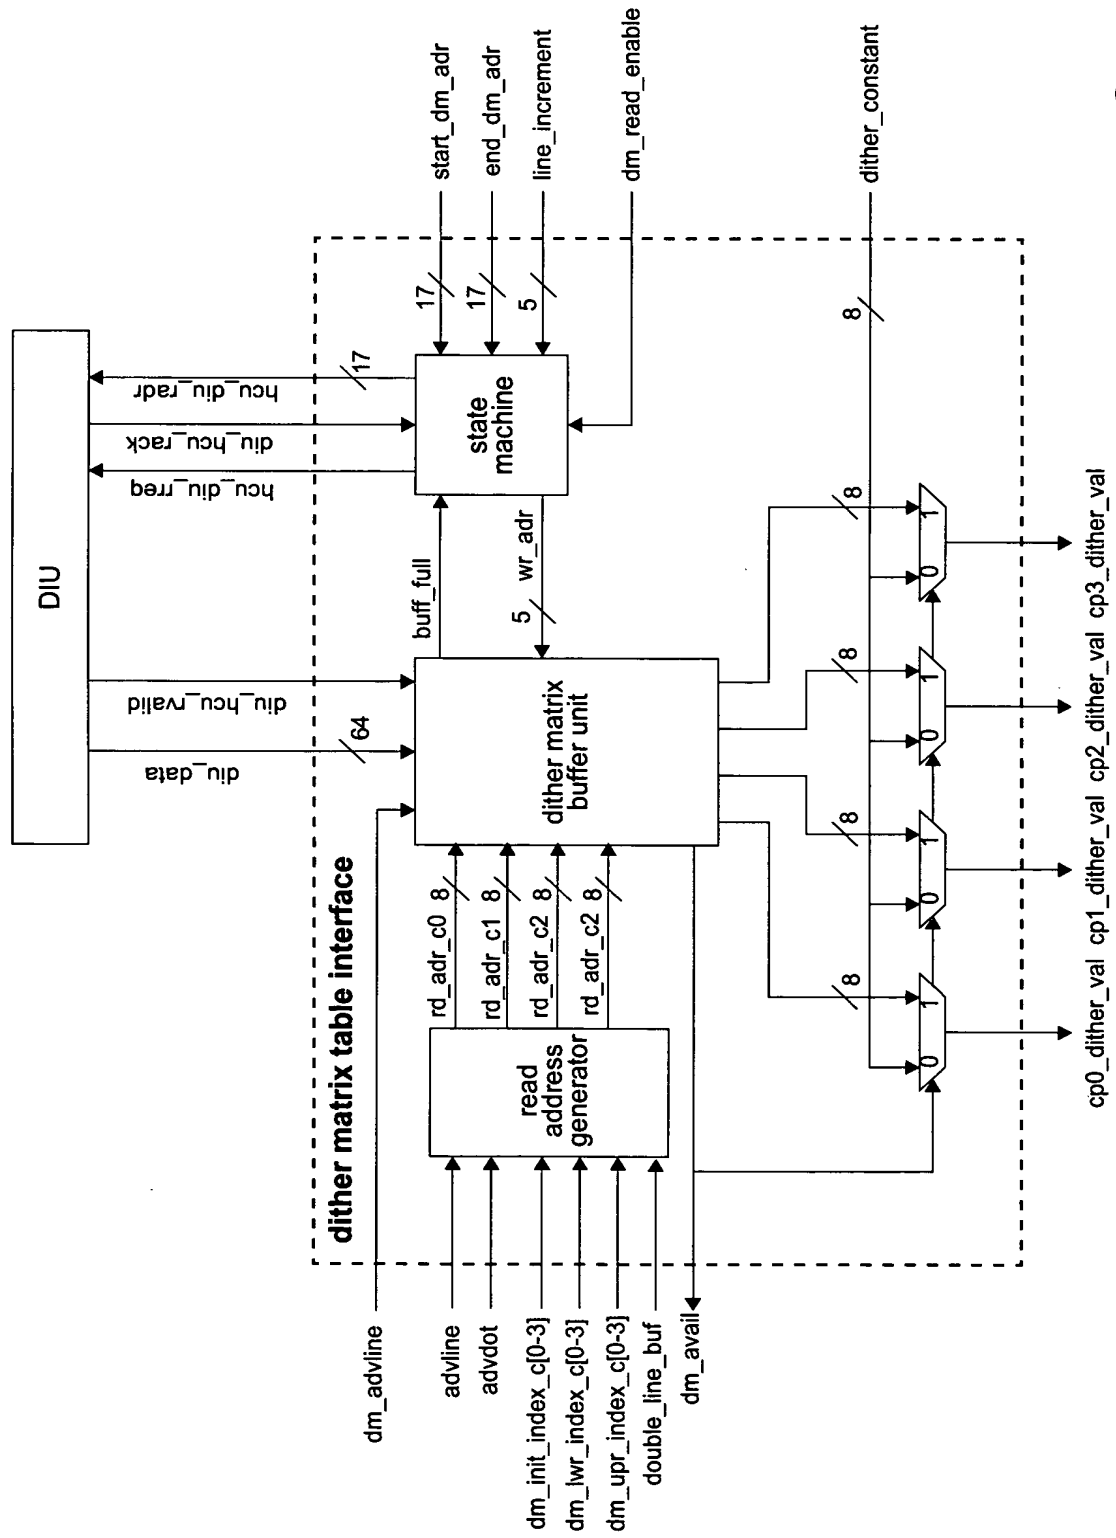 DIU
diu_data
64
diu_hcu_rvalid
hcu_diu_rreq
diu_hcu_rack
hcu_diu_radr
17
dither matrix table interface
dm_advline
advline
advdot
dm_init_index_c[0-3]
dm_lwr_index_c[0-3]
dm_upr_index_c[0-3]
double_line_buf
dm_avail
read
address
generator
rd_adr_c0
8
rd_adr_c1
8
rd_adr_c2
8
rd_adr_c2
8
dither matrix
buffer unit
buff_full
wr_adr
5
state
machine
17
start_dm_adr
17
end_dm_adr
5
line_increment
dm_read_enable
8
dither_constant
8
8
8
8
0 1
0 1
0 1
0 1
cp0_dither_val cp1_dither_val cp2_dither_val cp3_dither_val